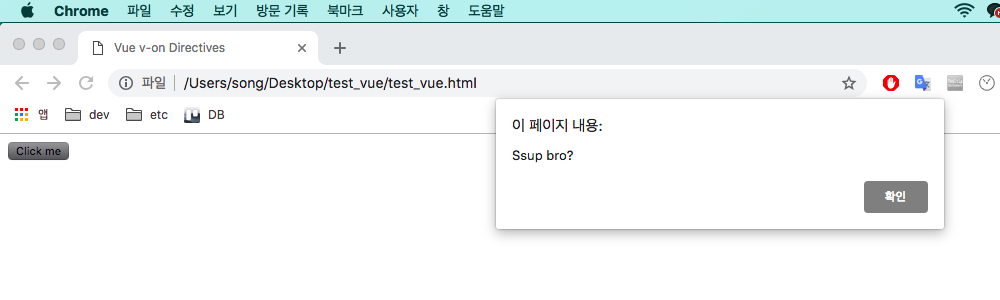 Chrome 파일 수정 보기 방문 기록 북마크 사용자 창 도움말
Vue v-on Directives
파일 /Users/song/Desktop/test_vue/test_vue.html
앱 dev etc DB
이 페이지 내용:
Click me
Ssup bro?
확인